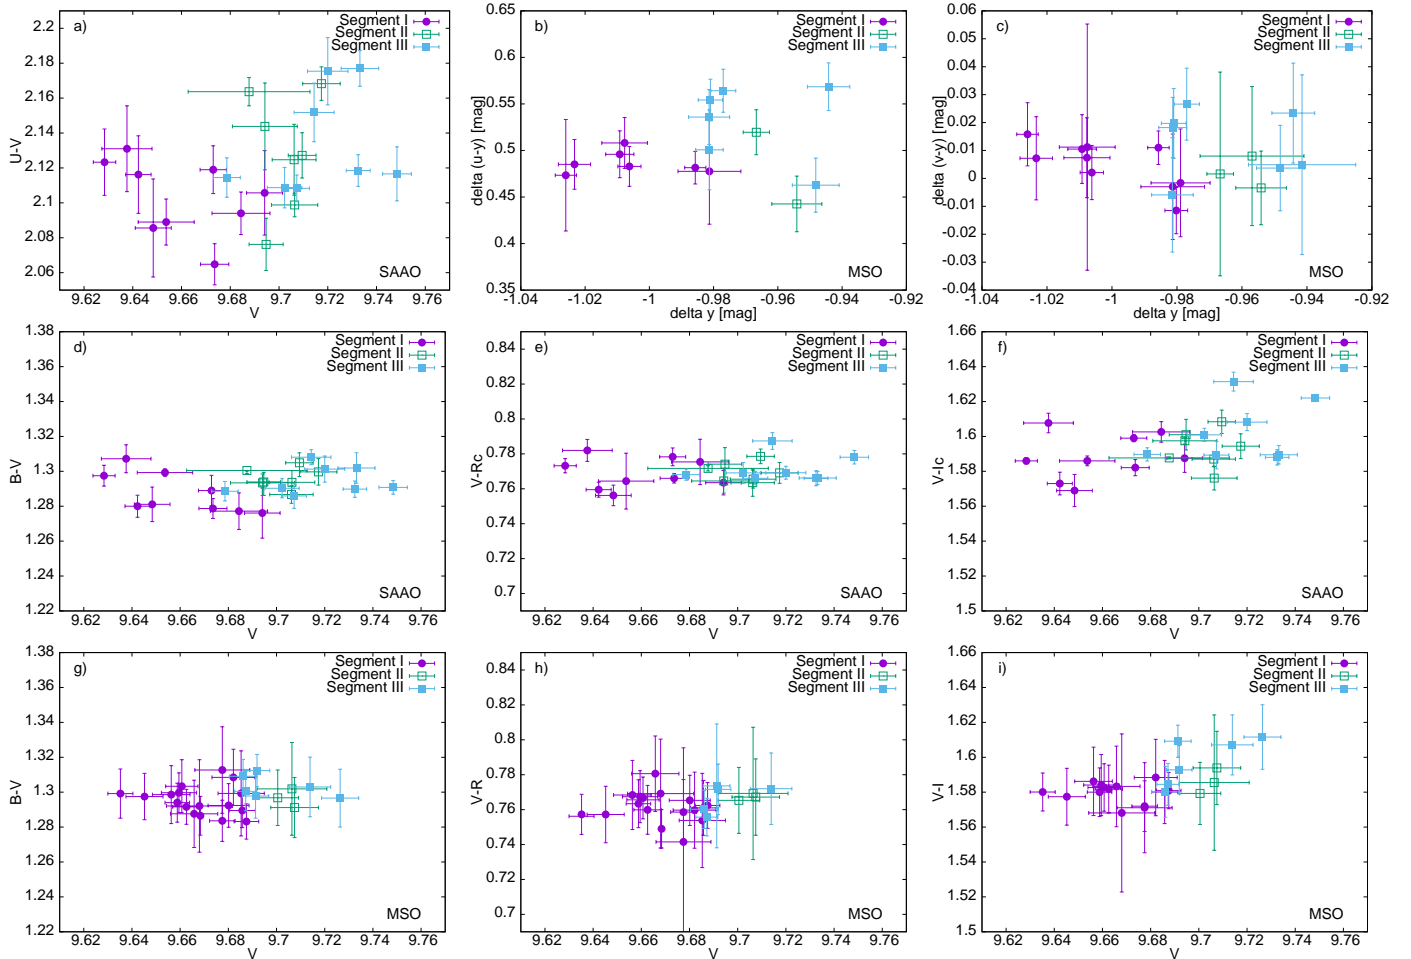 a)
Segment I
Segment II
Segment III
2.2
2.18
2.16
2.14
2.12
2.1
2.08
2.06
U-V
9.62 9.64 9.66 9.68 9.7 9.72 9.74 9.76
V
SAAO
b)
Segment I
Segment II
Segment III
0.65
0.6
0.55
0.5
0.45
0.4
0.35
delta (u-y) [mag]
-1.04 -1.02 -1 -0.98 -0.96 -0.94 -0.92
delta y [mag]
MSO
c)
Segment I
Segment II
Segment III
0.06
0.05
0.04
0.03
0.02
0.01
0
-0.01
-0.02
-0.03
-0.04
delta (v-y) [mag]
-1.04 -1.02 -1 -0.98 -0.96 -0.94 -0.92
delta y [mag]
MSO
d)
Segment I
Segment II
Segment III
1.38
1.36
1.34
1.32
1.3
1.28
1.26
1.24
1.22
B-V
9.62 9.64 9.66 9.68 9.7 9.72 9.74 9.76
V
SAAO
e)
Segment I
Segment II
Segment III
0.84
0.82
0.8
0.78
0.76
0.74
0.72
0.7
V-Rc
9.62 9.64 9.66 9.68 9.7 9.72 9.74 9.76
V
SAAO
f)
Segment I
Segment II
Segment III
1.66
1.64
1.62
1.6
1.58
1.56
1.54
1.52
1.5
V-Ic
9.62 9.64 9.66 9.68 9.7 9.72 9.74 9.76
V
SAAO
g)
Segment I
Segment II
Segment III
1.38
1.36
1.34
1.32
1.3
1.28
1.26
1.24
1.22
B-V
9.62 9.64 9.66 9.68 9.7 9.72 9.74 9.76
V
MSO
h)
Segment I
Segment II
Segment III
0.84
0.82
0.8
0.78
0.76
0.74
0.72
0.7
V-R
9.62 9.64 9.66 9.68 9.7 9.72 9.74 9.76
V
MSO
i)
Segment I
Segment II
Segment III
1.66
1.64
1.62
1.6
1.58
1.56
1.54
1.52
1.5
V-I
9.62 9.64 9.66 9.68 9.7 9.72 9.74 9.76
V
MSO